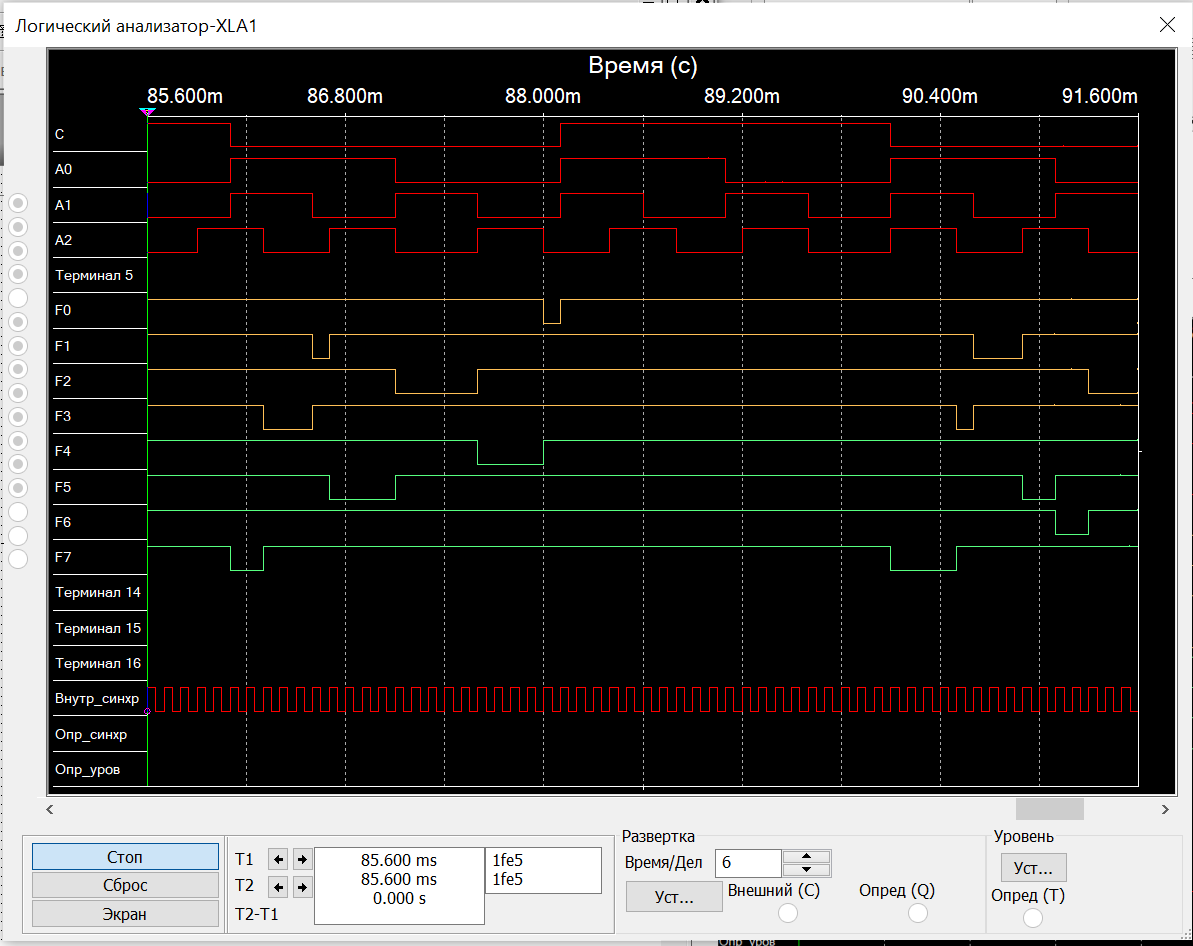 Логический анализатор-XLA1
Время (с)
85.600m 86.800m 88.000m 89.200m 90.400m 91.600m
C
A0
A1
A2
Терминал 5
F0
F1
F2
F3
F4
F5
F6
F7
Терминал 14
Терминал 15
Терминал 16
Внутр_синхр
Опр_синхр
Опр_уров
Стоп
Сброс
Экран
T1
T2
T2-T1
85.600 ms
85.600 ms
0.000 s
1fe5
1fe5
Развертка
Время/Дел 6
Уст...
Внешний (C)
Опред (Q)
Уровень
Уст...
Опред (T)
Опр_уров